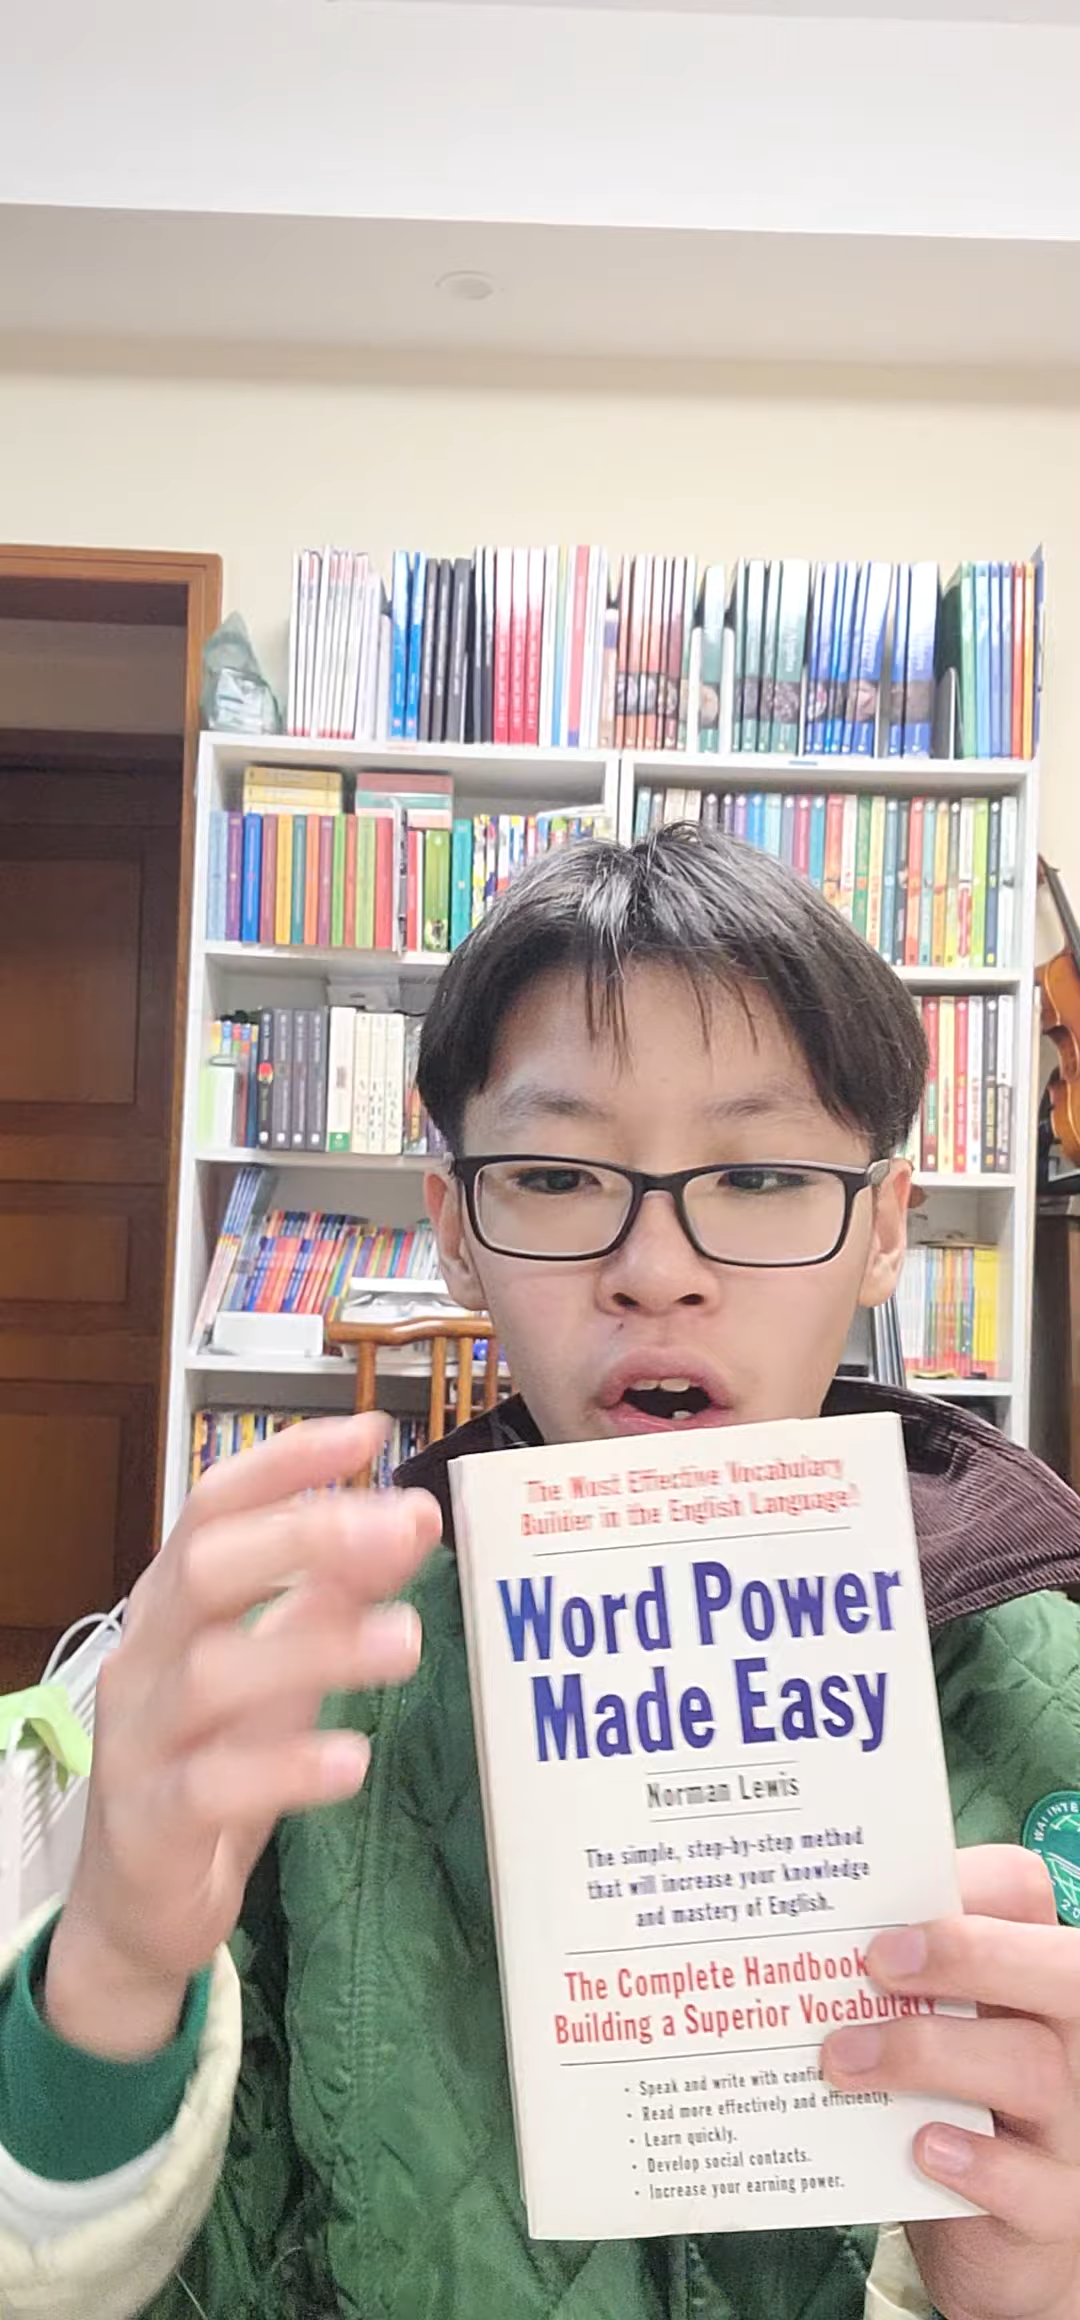 The Most Effective Vocabulary
Builder in the English Language!
Word Power
Made Easy
Norman Lewis
The simple, step-by-step method
that will increase your knowledge
and mastery of English.
The Complete Handbook
Building a Superior Vocabulary
• Speak and write with
• Read more effectively and efficiently.
• Learn quickly.
• Develop social contacts.
• Increase your earning power.